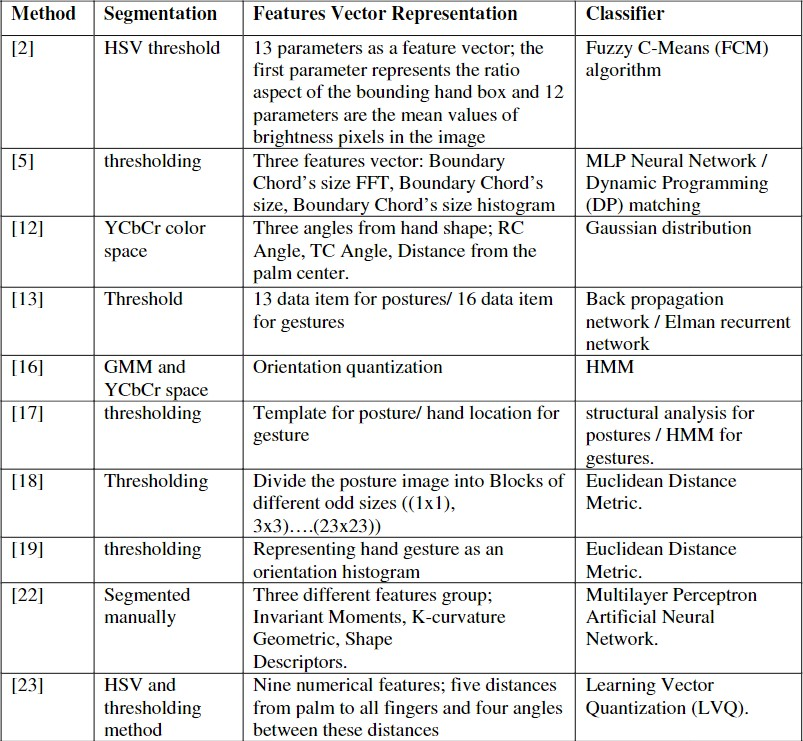 Method Segmentation Features Vector Representation Classifier
[2] HSV threshold 13 parameters as a feature vector; the Fuzzy C-Means (FCM)
first parameter represents the ratio algorithm
aspect of the bounding hand box and 12
parameters are the mean values of
brightness pixels in the image
[5] thresholding Three features vector: Boundary MLP Neural Network /
Chord’s size FFT, Boundary Chord’s Dynamic Programming
size, Boundary Chord’s size histogram (DP) matching
[12] YCbCr color Three angles from hand shape; RC Gaussian distribution
space Angle, TC Angle, Distance from the
palm center.
[13] Threshold 13 data item for postures/ 16 data item Back propagation
for gestures network / Elman recurrent
network
[16] GMM and Orientation quantization HMM
YCbCr space
[17] thresholding Template for posture/ hand location for structural analysis for
gesture postures / HMM for
gestures.
[18] Thresholding Divide the posture image into Blocks of Euclidean Distance
different odd sizes ((1x1), Metric.
3x3)….(23x23))
[19] thresholding Representing hand gesture as an Euclidean Distance
orientation histogram Metric.
[22] Segmented Three different features group; Multilayer Perceptron
manually Invariant Moments, K-curvature Artificial Neural
Geometric, Shape Network.
Descriptors.
[23] HSV and Nine numerical features; five distances Learning Vector
thresholding from palm to all fingers and four angles Quantization (LVQ).
method between these distances